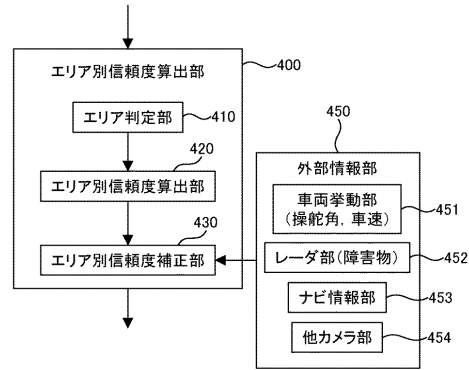 エリア別信頼度算出部
400
エリア判定部
410
420
エリア別信頼度算出部
430
エリア別信頼度補正部
450
外部情報部
車両挙動部
(操舵角, 車速)
451
レーダ部(障害物)
452
ナビ情報部
453
他カメラ部
454